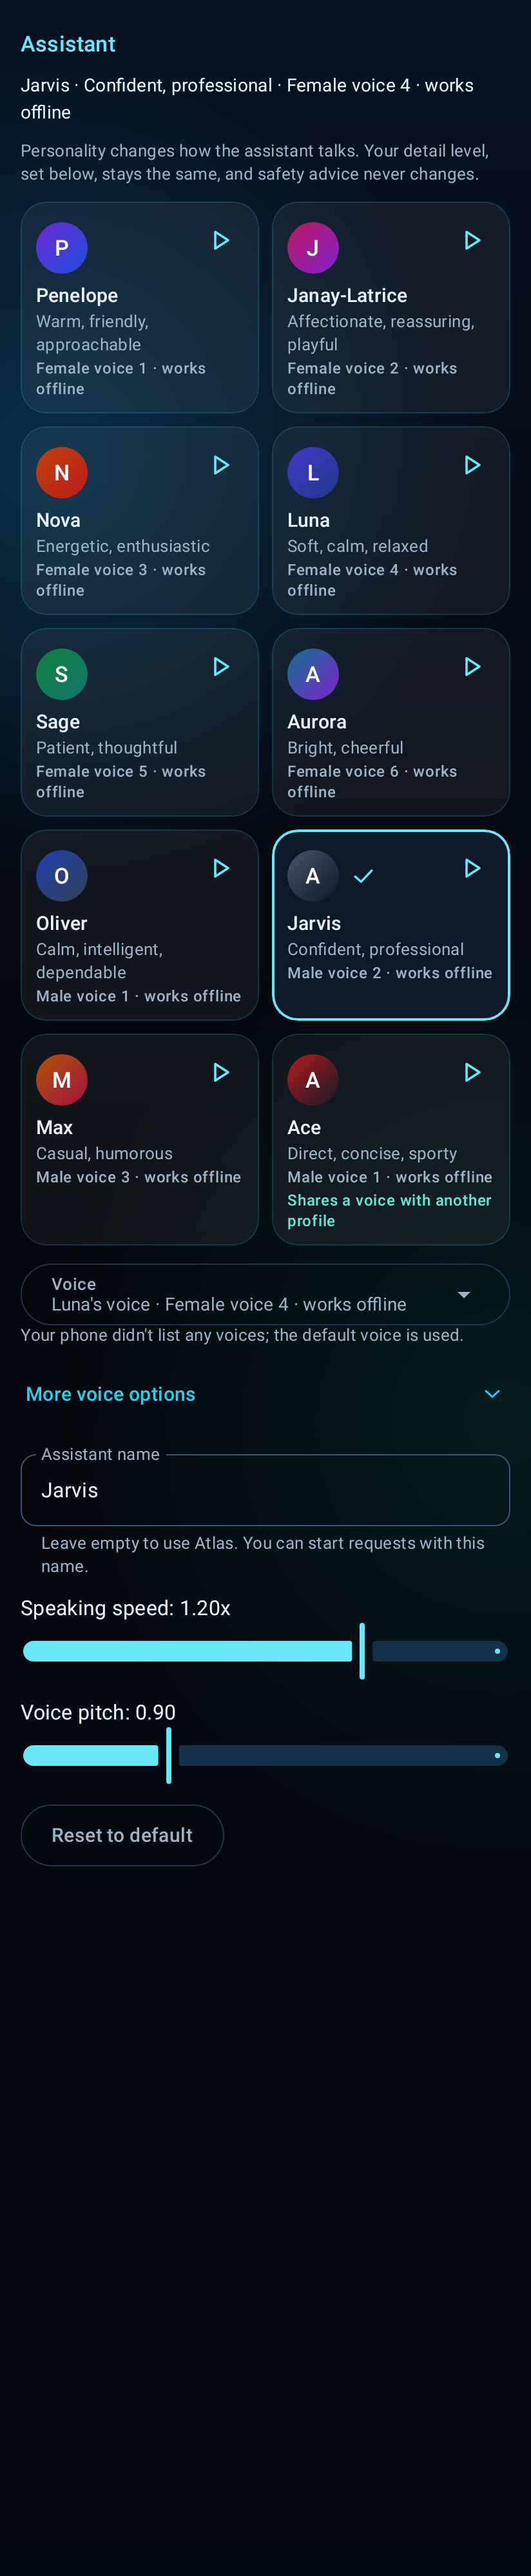 Assistant
Jarvis · Confident, professional · Female voice 4 · works
offline
Personality changes how the assistant talks. Your detail level,
set below, stays the same, and safety advice never changes.
P
Penelope
Warm, friendly,
approachable
Female voice 1 · works
offline
J
Janay-Latrice
Affectionate, reassuring,
playful
Female voice 2 · works
offline
N
Nova
Energetic, enthusiastic
Female voice 3 · works
offline
L
Luna
Soft, calm, relaxed
Female voice 4 · works
offline
S
Sage
Patient, thoughtful
Female voice 5 · works
offline
A
Aurora
Bright, cheerful
Female voice 6 · works
offline
O
Oliver
Calm, intelligent,
dependable
Male voice 1 · works offline
A
Jarvis
Confident, professional
Male voice 2 · works offline
M
Max
Casual, humorous
Male voice 3 · works offline
A
Ace
Direct, concise, sporty
Male voice 1 · works offline
Shares a voice with another
profile
Voice
Luna's voice · Female voice 4 · works offline
Your phone didn't list any voices; the default voice is used.
More voice options
Assistant name
Jarvis
Leave empty to use Atlas. You can start requests with this
name.
Speaking speed: 1.20x
Voice pitch: 0.90
Reset to default